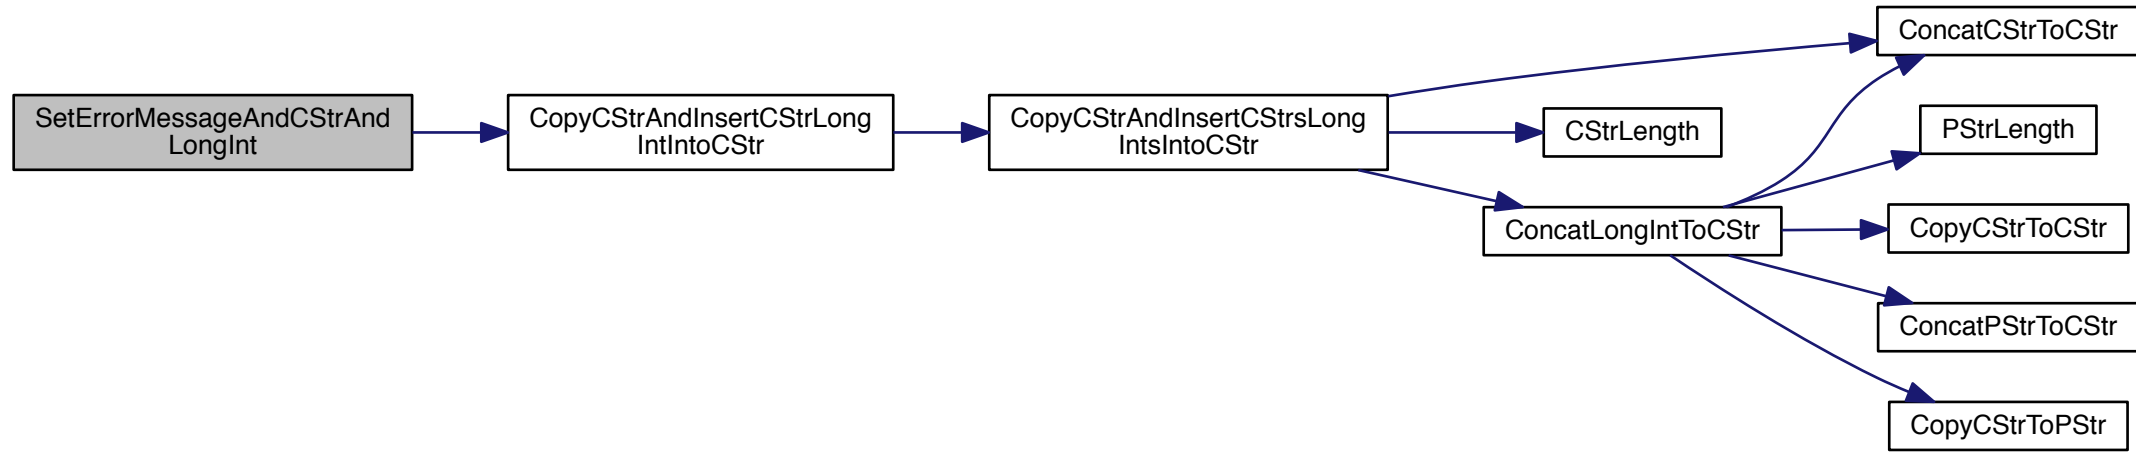 SetErrorMessageAndCStrAnd
LongInt
CopyCStrAndInsertCStrLong
IntIntoCStr
CopyCStrAndInsertCStrsLong
IntsIntoCStr
ConcatCStrToCStr
CStrLength
PStrLength
ConcatLongIntToCStr
CopyCStrToCStr
ConcatPStrToCStr
CopyCStrToPStr